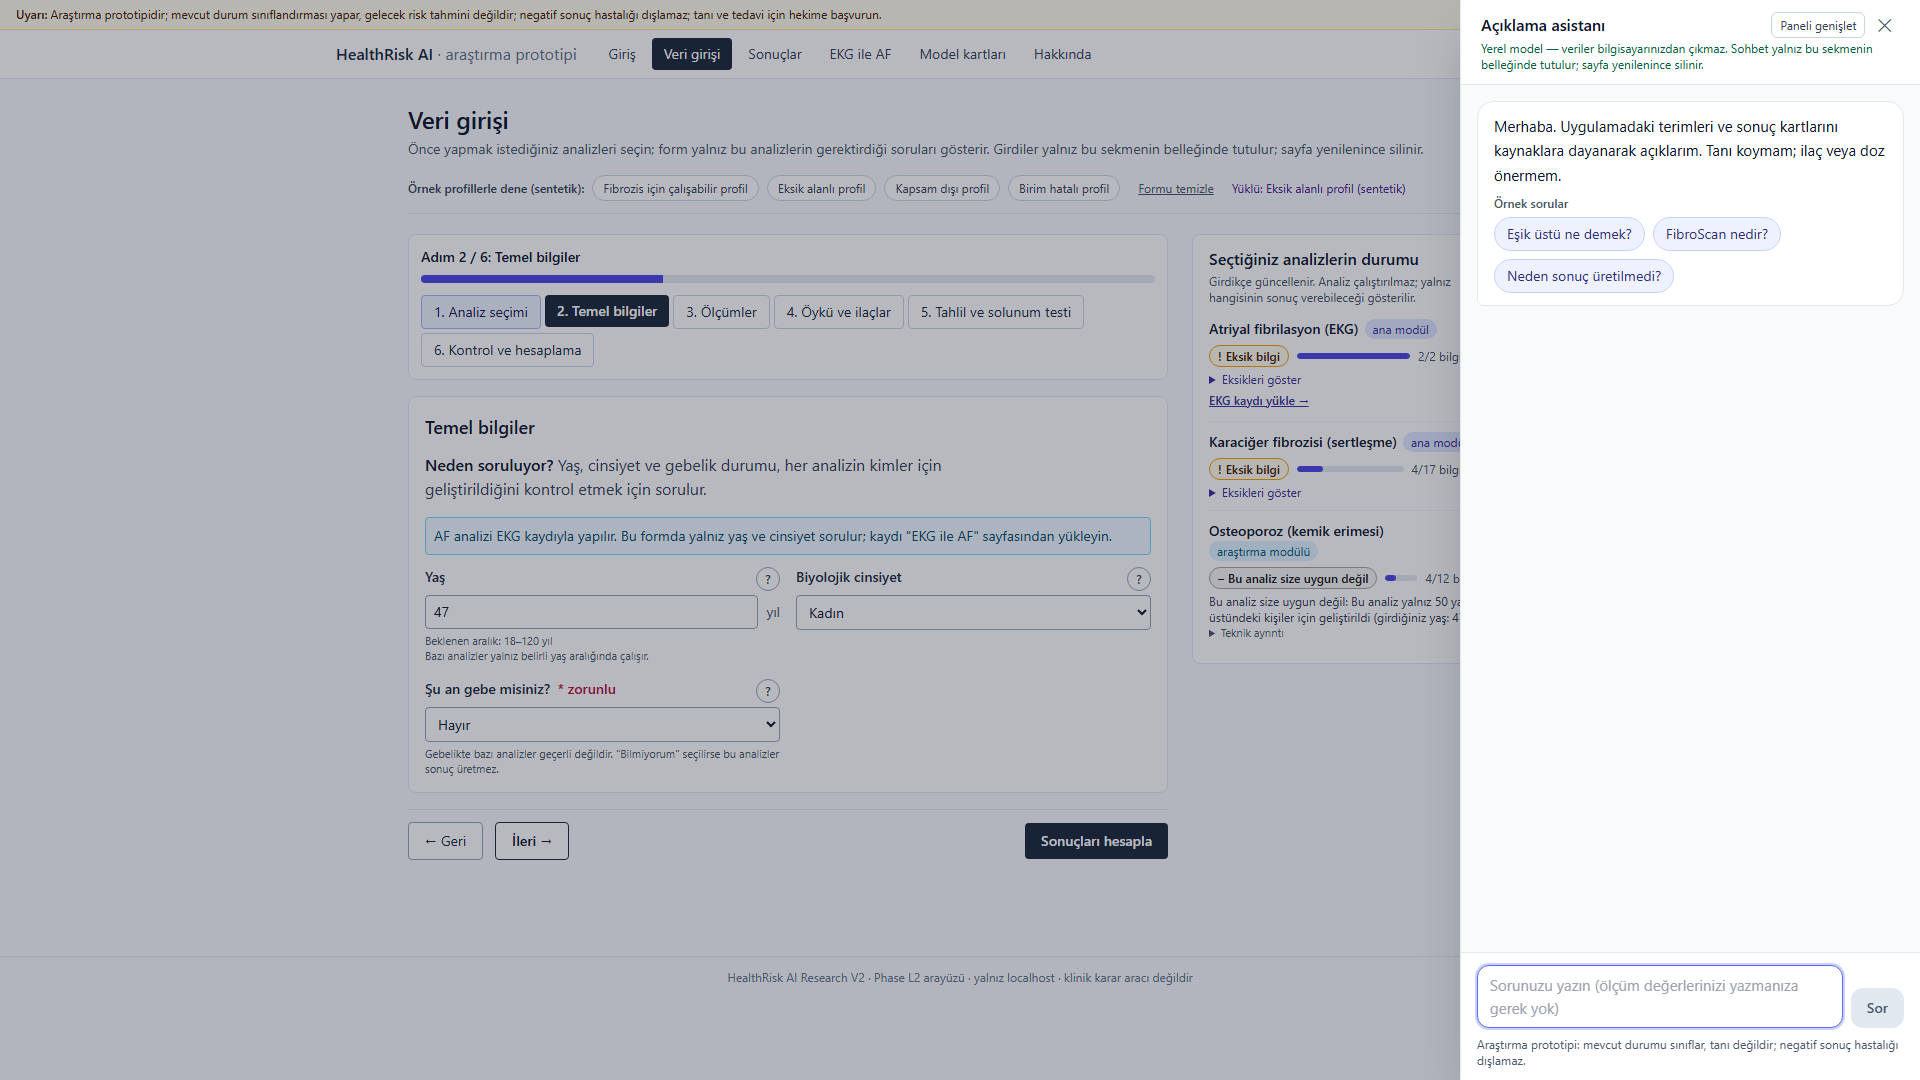 Uyarı: Araştırma prototipidir; mevcut durum sınıflandırması yapar, gelecek risk tahmini değildir; negatif sonuç hastalığı dışlamaz; tanı ve tedavi için hekime başvurun.
HealthRisk AI · araştırma prototipi
Giriş
Veri girişi
Sonuçlar
EKG ile AF
Model kartları
Hakkında
Veri girişi
Önce yapmak istediğiniz analizleri seçin; form yalnız bu analizlerin gerektirdiği soruları gösterir. Girdiler yalnız bu sekmenin belleğinde tutulur; sayfa yenilenince silinir.
Örnek profillerle dene (sentetik):
Fibrozis için çalışabilir profil
Eksik alanlı profil
Kapsam dışı profil
Birim hatalı profil
Formu temizle
Yüklü: Eksik alanlı profil (sentetik)
Adım 2 / 6: Temel bilgiler
1. Analiz seçimi
2. Temel bilgiler
3. Ölçümler
4. Öykü ve ilaçlar
5. Tahlil ve solunum testi
6. Kontrol ve hesaplama
Temel bilgiler
Neden soruluyor? Yaş, cinsiyet ve gebelik durumu, her analizin kimler için
geliştirildiğini kontrol etmek için sorulur.
AF analizi EKG kaydıyla yapılır. Bu formda yalnız yaş ve cinsiyet sorulur; kaydı "EKG ile AF" sayfasından yükleyin.
Yaş
?
47
yıl
Beklenen aralık: 18–120 yıl
Bazı analizler yalnız belirli yaş aralığında çalışır.
Biyolojik cinsiyet
?
Kadın
Şu an gebe misiniz? * zorunlu
?
Hayır
Gebelikte bazı analizler geçerli değildir. "Bilmiyorum" seçilirse bu analizler
sonuç üretmez.
← Geri
İleri →
Sonuçları hesapla
Seçtiğiniz analizlerin durumu
Girdikçe güncellenir. Analiz çalıştırılmaz; yalnız
hangisinin sonuç verebileceği gösterilir.
Atriyal fibrilasyon (EKG)
ana modül
! Eksik bilgi
2/2 bilg
▶ Eksikleri göster
EKG kaydı yükle →
Karaciğer fibrozisi (sertleşme)
ana modü
! Eksik bilgi
4/17 bilg
▶ Eksikleri göster
Osteoporoz (kemik erimesi)
araştırma modülü
– Bu analiz size uygun değil
4/12 b
Bu analiz size uygun değil: Bu analiz yalnız 50 ya
üstündeki kişiler için geliştirildi (girdiğiniz yaş: 4
▶ Teknik ayrıntı
HealthRisk AI Research V2 · Phase L2 arayüzü · yalnız localhost · klinik karar aracı değildir
Açıklama asistanı
Paneli genişlet
Yerel model — veriler bilgisayarınızdan çıkmaz. Sohbet yalnız bu sekmenin
belleğinde tutulur; sayfa yenilenince silinir.
Merhaba. Uygulamadaki terimleri ve sonuç kartlarını
kaynaklara dayanarak açıklarım. Tanı koymam; ilaç veya doz
önermem.
Örnek sorular
Eşik üstü ne demek?
FibroScan nedir?
Neden sonuç üretilmedi?
Sorunuzu yazın (ölçüm değerlerinizi yazmanıza
gerek yok)
Sor
Araştırma prototipi: mevcut durumu sınıflar, tanı değildir; negatif sonuç hastalığı
dışlamaz.